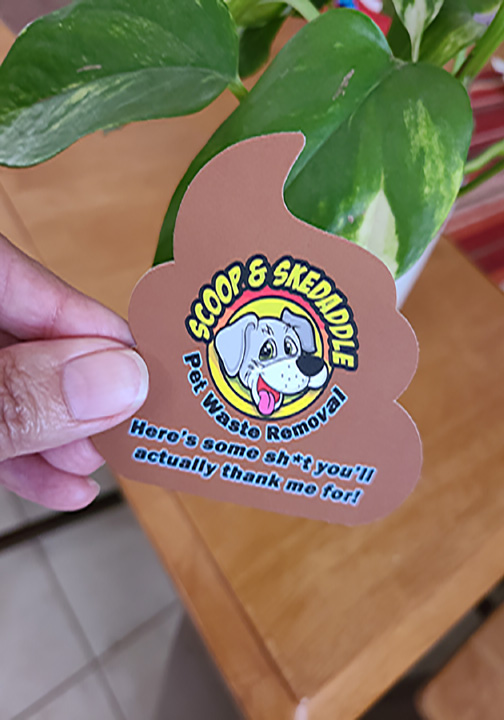 SCOOP & SKEDADDLE
Pet Waste Removal
Here's some sh*t you'll
actually thank me for!